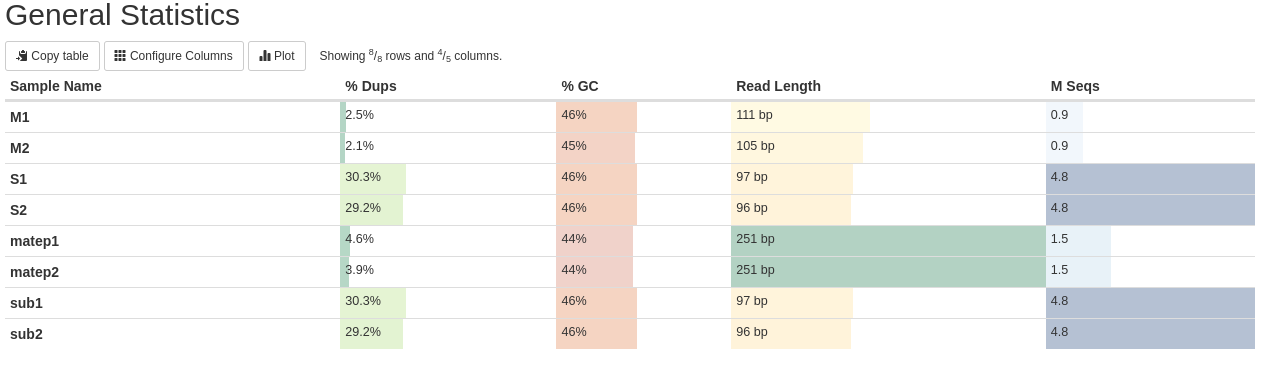 General Statistics
Copy table Configure Columns Plot Showing 8/8 rows and 4/5 columns.
Sample Name % Dups % GC Read Length M Seqs
M1 2.5% 46% 111 bp 0.9
M2 2.1% 45% 105 bp 0.9
S1 30.3% 46% 97 bp 4.8
S2 29.2% 46% 96 bp 4.8
matep1 4.6% 44% 251 bp 1.5
matep2 3.9% 44% 251 bp 1.5
sub1 30.3% 46% 97 bp 4.8
sub2 29.2% 46% 96 bp 4.8